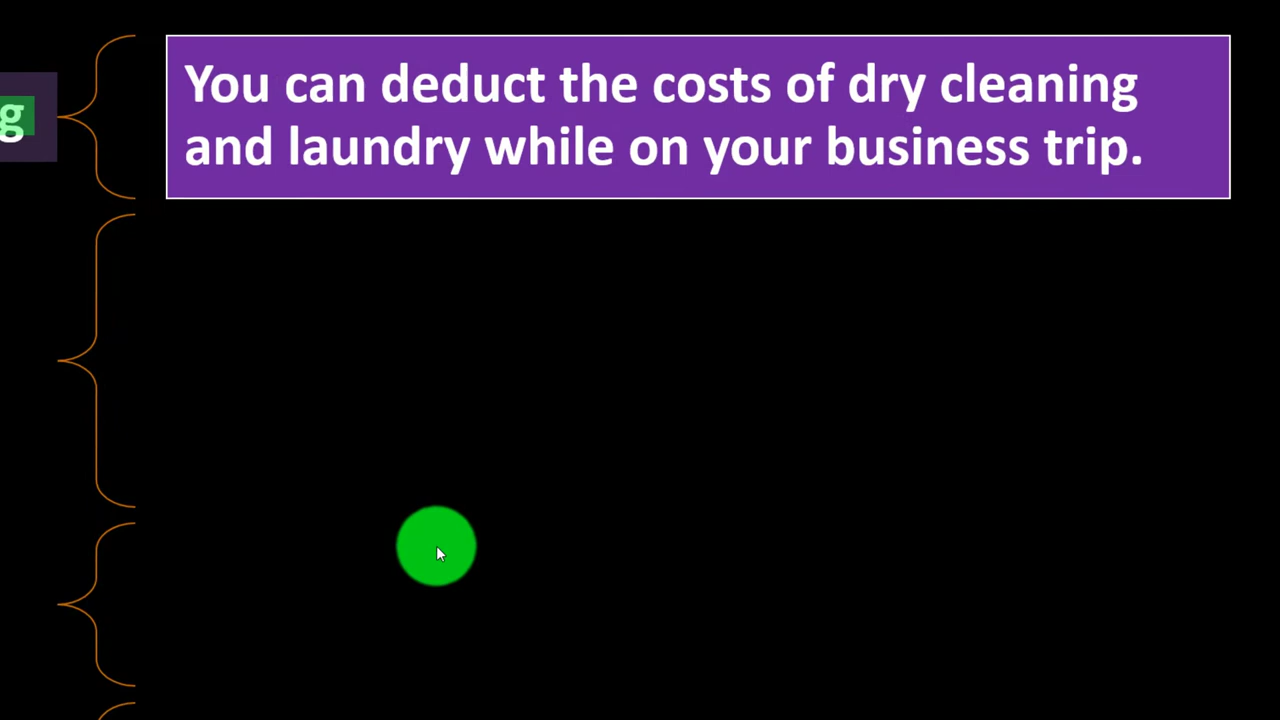 You can deduct the costs of dry cleaning
and laundry while on your business trip.